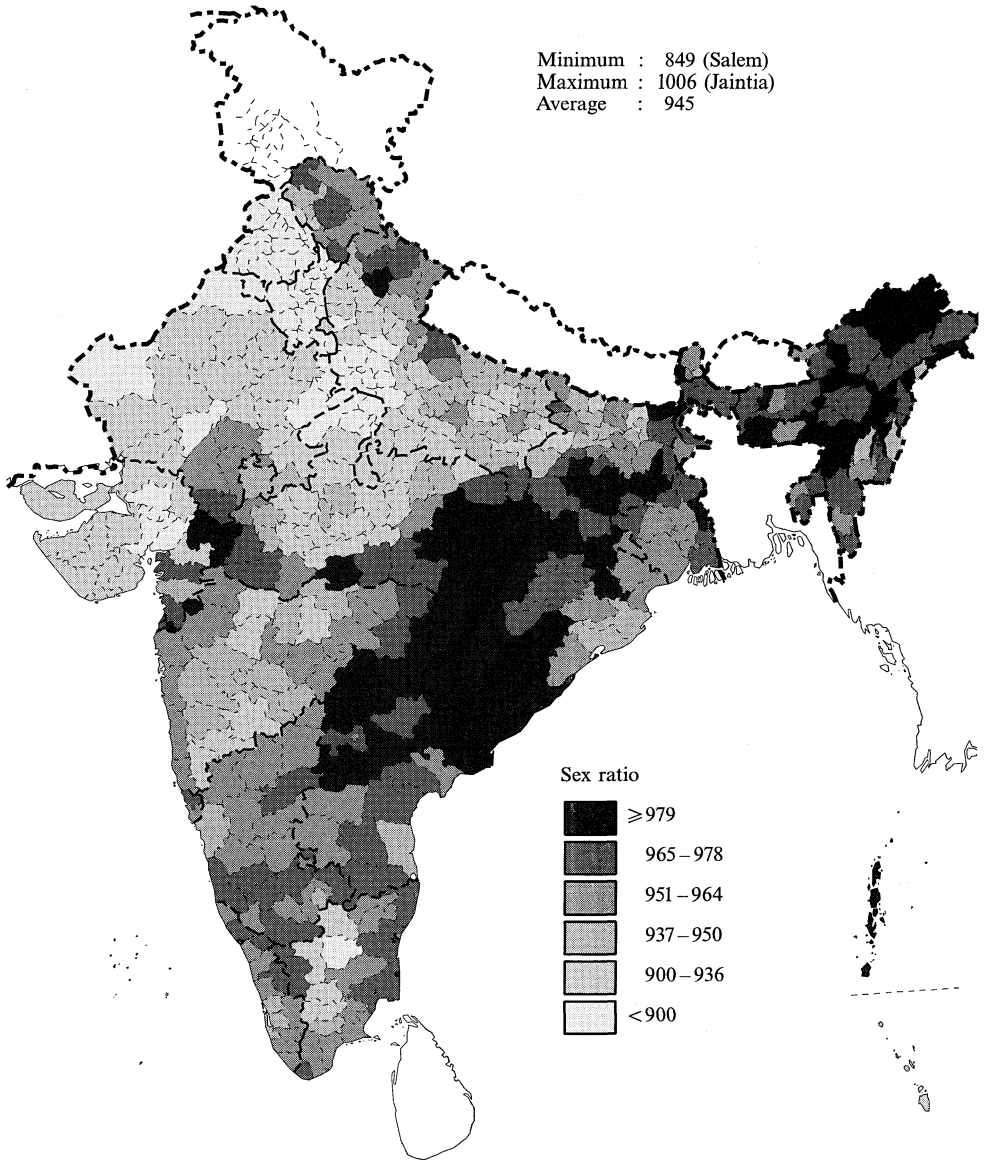 Minimum : 849 (Salem)
Maximum : 1006 (Jaintia)
Average : 945
Sex ratio
⩾979
965–978
951–964
937–950
900–936
<900